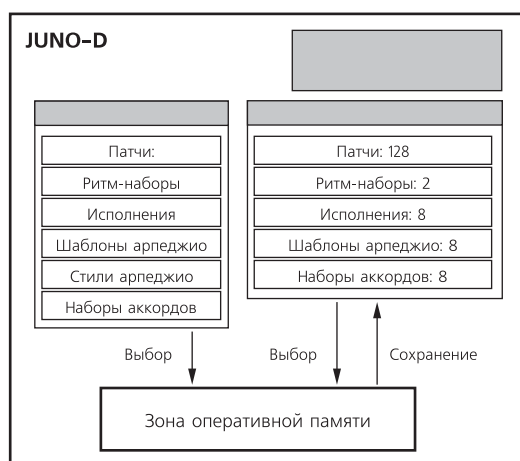 JUNO–D
Патчи:
Ритм-наборы
Исполнения
Шаблоны арпеджио
Стили арпеджио
Наборы аккордов
Патчи: 128
Ритм-наборы: 2
Исполнения: 8
Шаблоны арпеджио: 8
Наборы аккордов: 8
Выбор
Выбор
Сохранение
Зона оперативной памяти